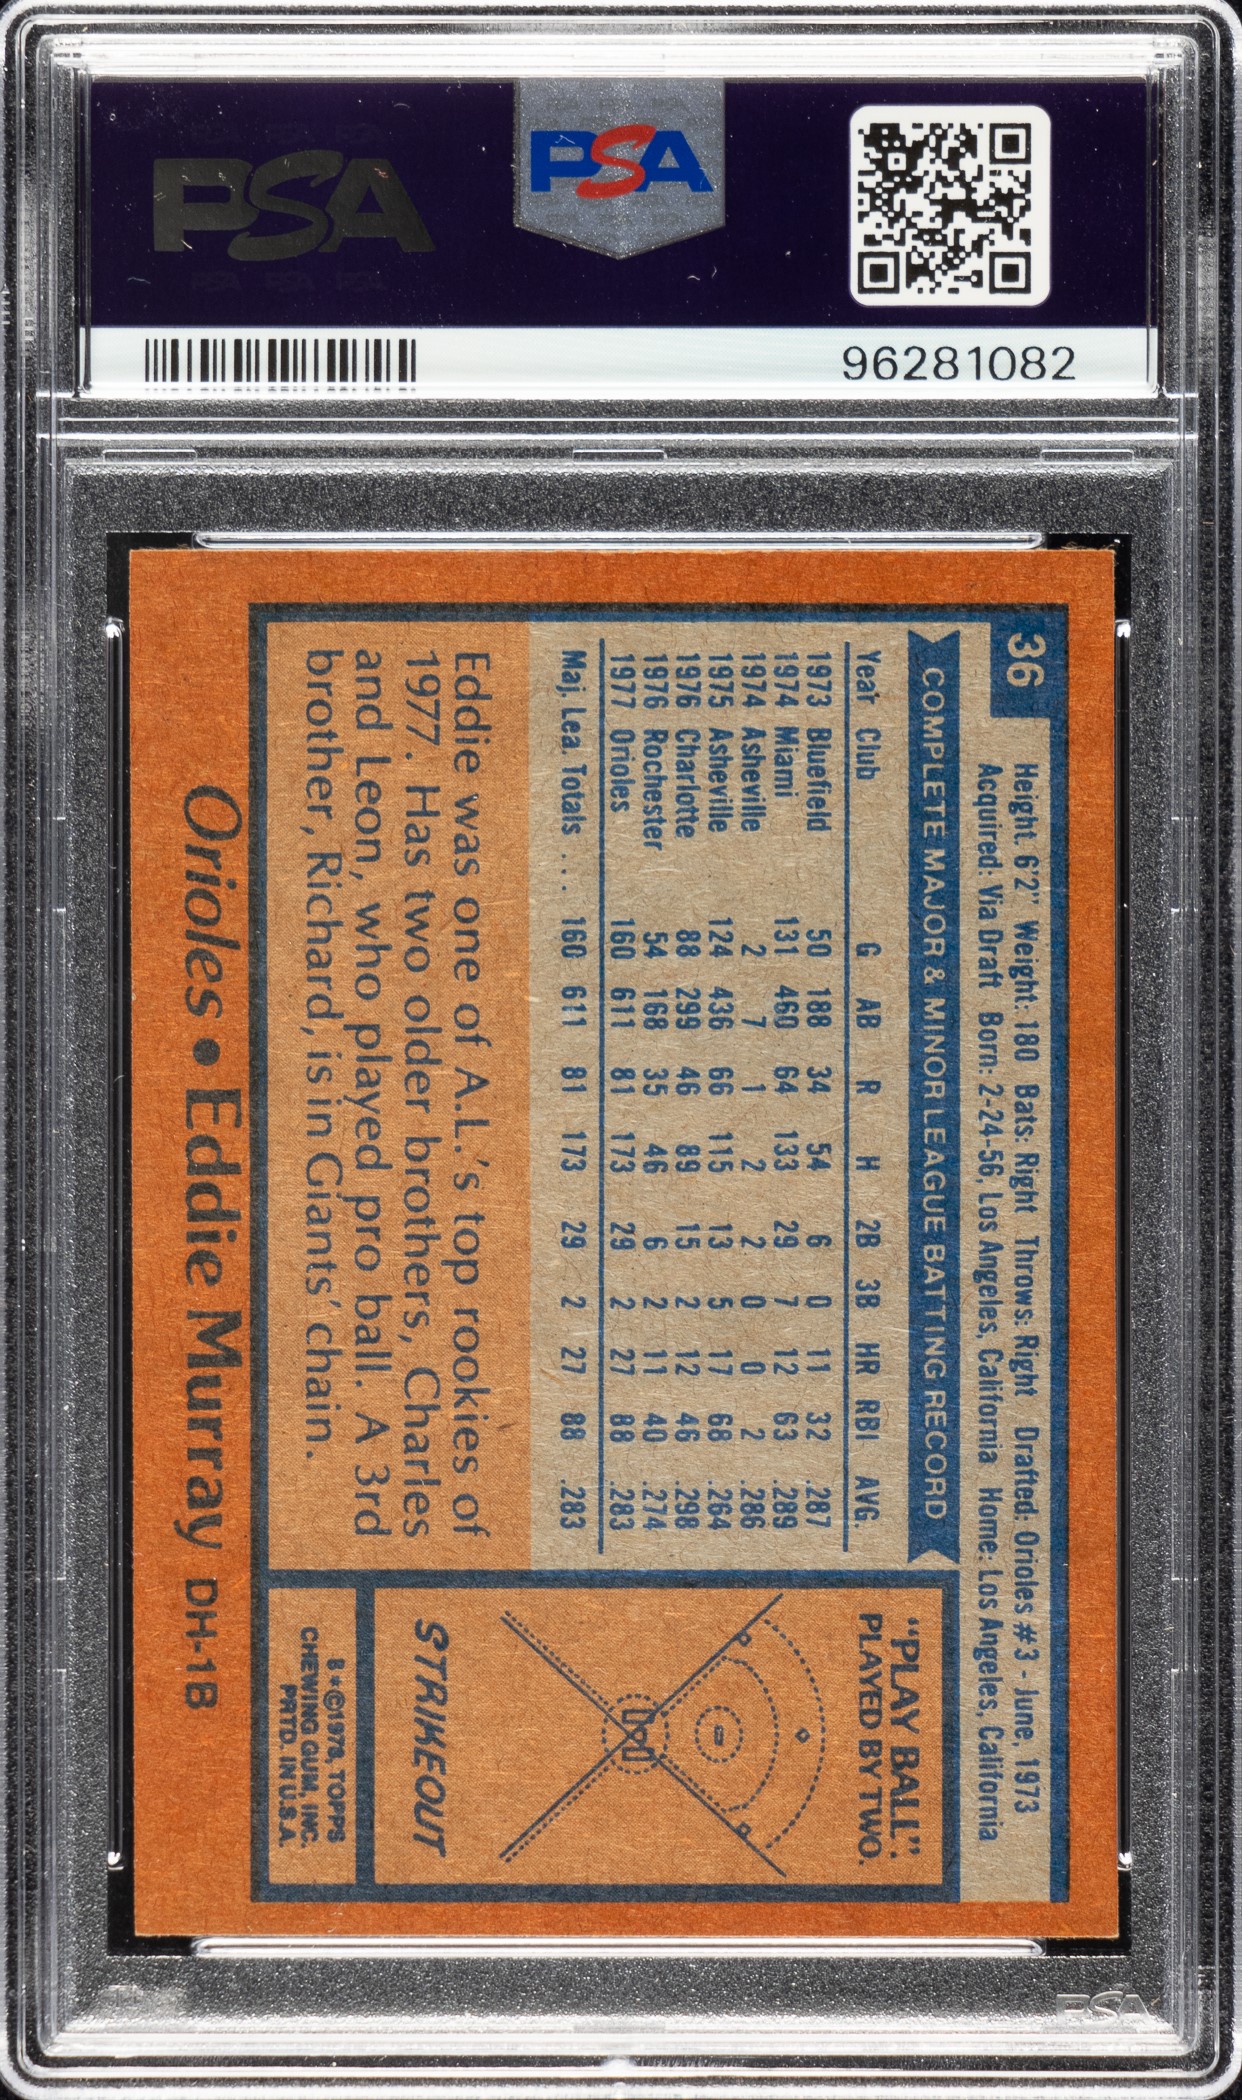 PSA
PSA
96281082
36
Height. 6'2" Weight: 180 Bats: Right Throws: Right Drafted: Orioles #3 - June, 1973
Acquired: Via Draft Born: 2-24-56, Los Angeles, California Home: Los Angeles, California
COMPLETE MAJOR & MINOR LEAGUE BATTING RECORD
Year Club G AB R H 2B 3B HR RBI AVG.
1973 Bluefield 50 188 34 54 6 0 11 32 .287
1974 Miami 131 460 64 133 29 7 12 63 .289
1974 Asheville 2 7 1 2 2 0 0 2 .286
1975 Asheville 124 436 66 115 13 5 17 68 .264
1976 Charlotte 88 299 46 89 15 2 12 46 .298
1976 Rochester 54 168 35 46 6 2 11 40 .274
1977 Orioles 160 611 81 173 29 2 27 88 .283
Maj. Lea. Totals . . . 160 611 81 173 29 2 27 88 .283
Eddie was one of A.L.'s top rookies of
1977. Has two older brothers, Charles
and Leon, who played pro ball. A 3rd
brother, Richard, is in Giants' chain.
"PLAY BALL".
PLAYED BY TWO.
STRIKEOUT
B*©1978, TOPPS
CHEWING GUM, INC.
PRTD. IN U.S.A.
Orioles • Eddie Murray DH-1B
PSA